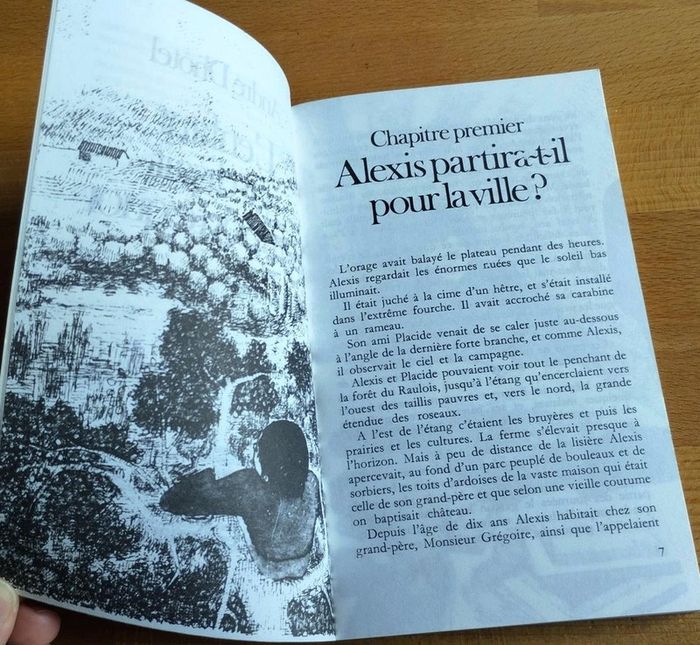 André Dhôtel
Chapitre premier
Alexis partira-t-il
pour la ville ?
L'orage avait balayé le plateau pendant des heures.
Alexis regardait les énormes nuées que le soleil bas
illuminait.
Il était juché à la cime d'un hêtre, et s'était installé
dans l'extrême fourche. Il avait accroché sa carabine
à un rameau.
Son ami Placide venait de se caler juste au-dessous
à l'angle de la dernière forte branche, et comme Alexis,
il observait le ciel et la campagne.
Alexis et Placide pouvaient voir tout le penchant de
la forêt du Raulois, jusqu'à l'étang qu'encerclaient vers
l'ouest des taillis pauvres et, vers le nord, la grande
étendue des roseaux.
A l'est de l'étang c'étaient les bruyères et puis les
prairies et les cultures. La ferme s'élevait presque à
l'horizon. Mais à peu de distance de la lisière Alexis
apercevait, au fond d'un parc peuplé de bouleaux et de
sorbiers, les toits d'ardoises de la vaste maison qui était
celle de son grand-père et que selon une vieille coutume
on baptisait château.
Depuis l'âge de dix ans Alexis habitait chez son
grand-père, Monsieur Grégoire, ainsi que l'appelaient
7